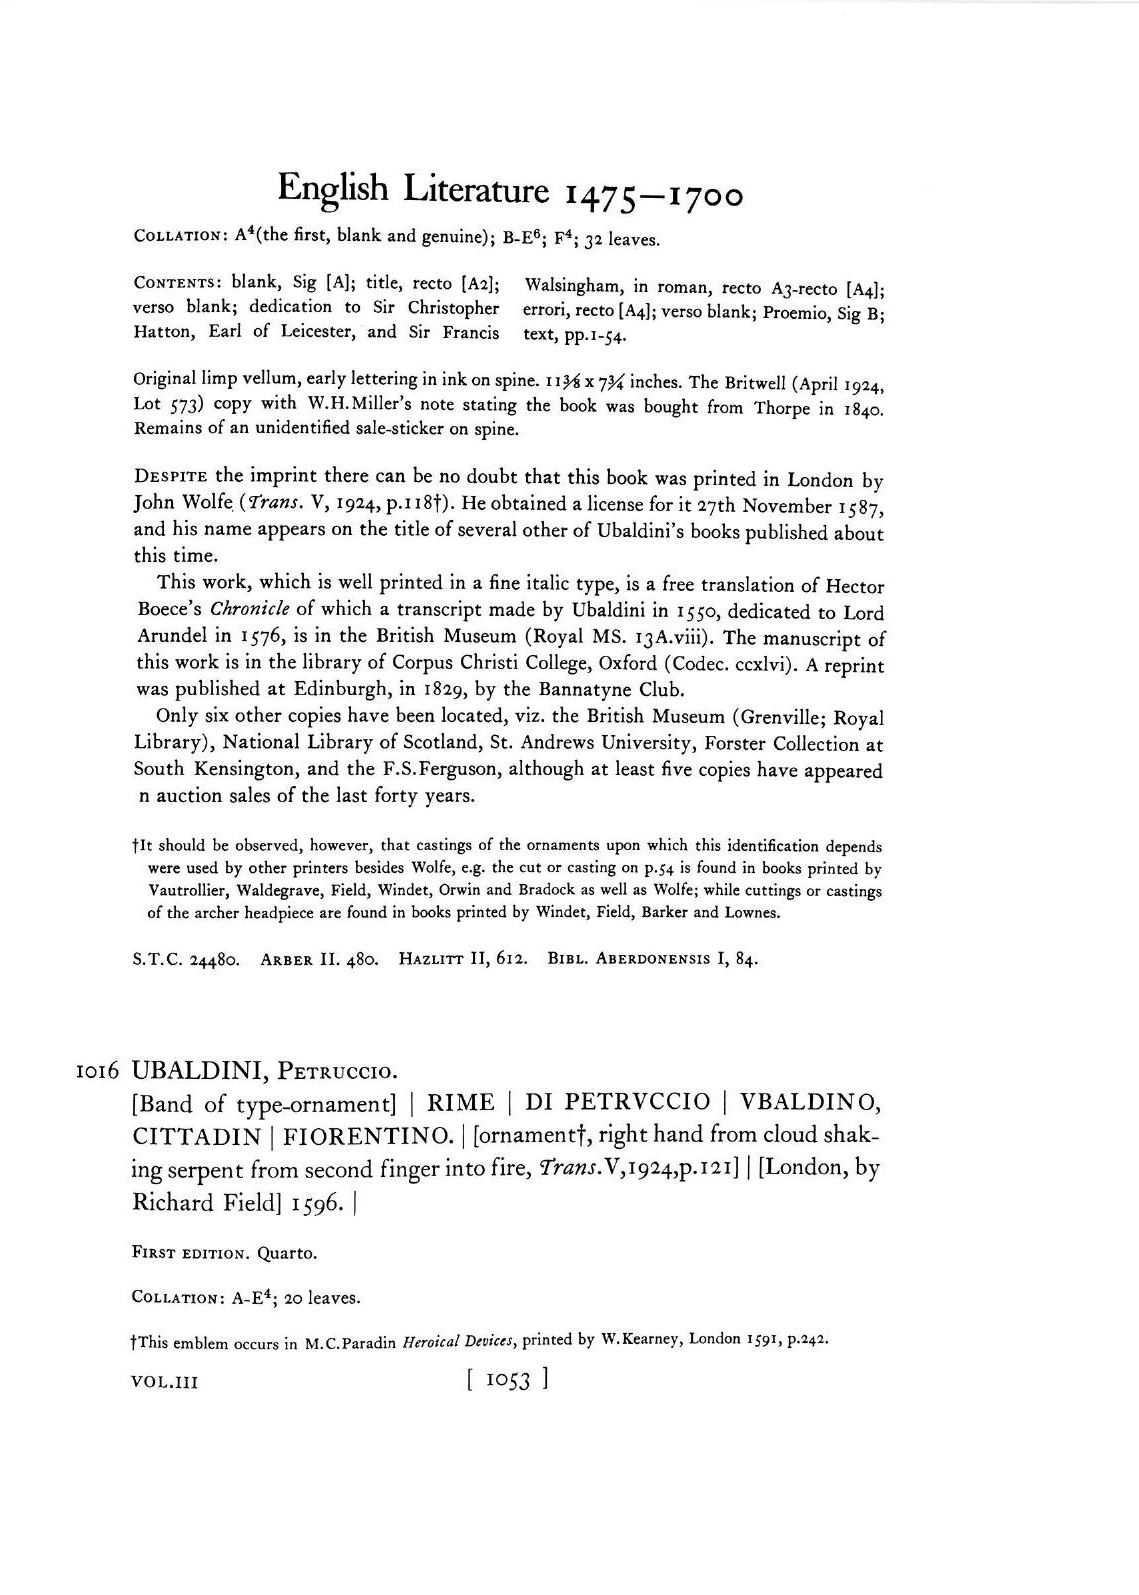 English Literature 1475–1700
COLLATION: A⁴(the first, blank and genuine); B-E⁶; F⁴; 32 leaves.
CONTENTS: blank, Sig [A]; title, recto [A2];
verso blank; dedication to Sir Christopher
Hatton, Earl of Leicester, and Sir Francis
Walsingham, in roman, recto A3-recto [A4];
errori, recto [A4]; verso blank; Proemio, Sig B;
text, pp.1-54.
Original limp vellum, early lettering in ink on spine. 11⅜ x 7¾ inches. The Britwell (April 1924,
Lot 573) copy with W.H.Miller's note stating the book was bought from Thorpe in 1840.
Remains of an unidentified sale-sticker on spine.
DESPITE the imprint there can be no doubt that this book was printed in London by
John Wolfe (Trans. V, 1924, p.118†). He obtained a license for it 27th November 1587,
and his name appears on the title of several other of Ubaldini's books published about
this time.
This work, which is well printed in a fine italic type, is a free translation of Hector
Boece's Chronicle of which a transcript made by Ubaldini in 1550, dedicated to Lord
Arundel in 1576, is in the British Museum (Royal MS. 13A.viii). The manuscript of
this work is in the library of Corpus Christi College, Oxford (Codec. ccxlvi). A reprint
was published at Edinburgh, in 1829, by the Bannatyne Club.
Only six other copies have been located, viz. the British Museum (Grenville; Royal
Library), National Library of Scotland, St. Andrews University, Forster Collection at
South Kensington, and the F.S.Ferguson, although at least five copies have appeared
n auction sales of the last forty years.
†It should be observed, however, that castings of the ornaments upon which this identification depends
were used by other printers besides Wolfe, e.g. the cut or casting on p.54 is found in books printed by
Vautrollier, Waldegrave, Field, Windet, Orwin and Bradock as well as Wolfe; while cuttings or castings
of the archer headpiece are found in books printed by Windet, Field, Barker and Lownes.
S.T.C. 24480. ARBER II. 480. HAZLITT II, 612. BIBL. ABERDONENSIS I, 84.
1016 UBALDINI, PETRUCCIO.
[Band of type-ornament] | RIME | DI PETRVCCIO | VBALDINO,
CITTADIN | FIORENTINO. | [ornament†, right hand from cloud shak-
ing serpent from second finger into fire, Trans.V,1924,p.121] | [London, by
Richard Field] 1596. |
FIRST EDITION. Quarto.
COLLATION: A-E⁴; 20 leaves.
†This emblem occurs in M.C.Paradin Heroical Devices, printed by W.Kearney, London 1591, p.242.
VOL.III [ 1053 ]